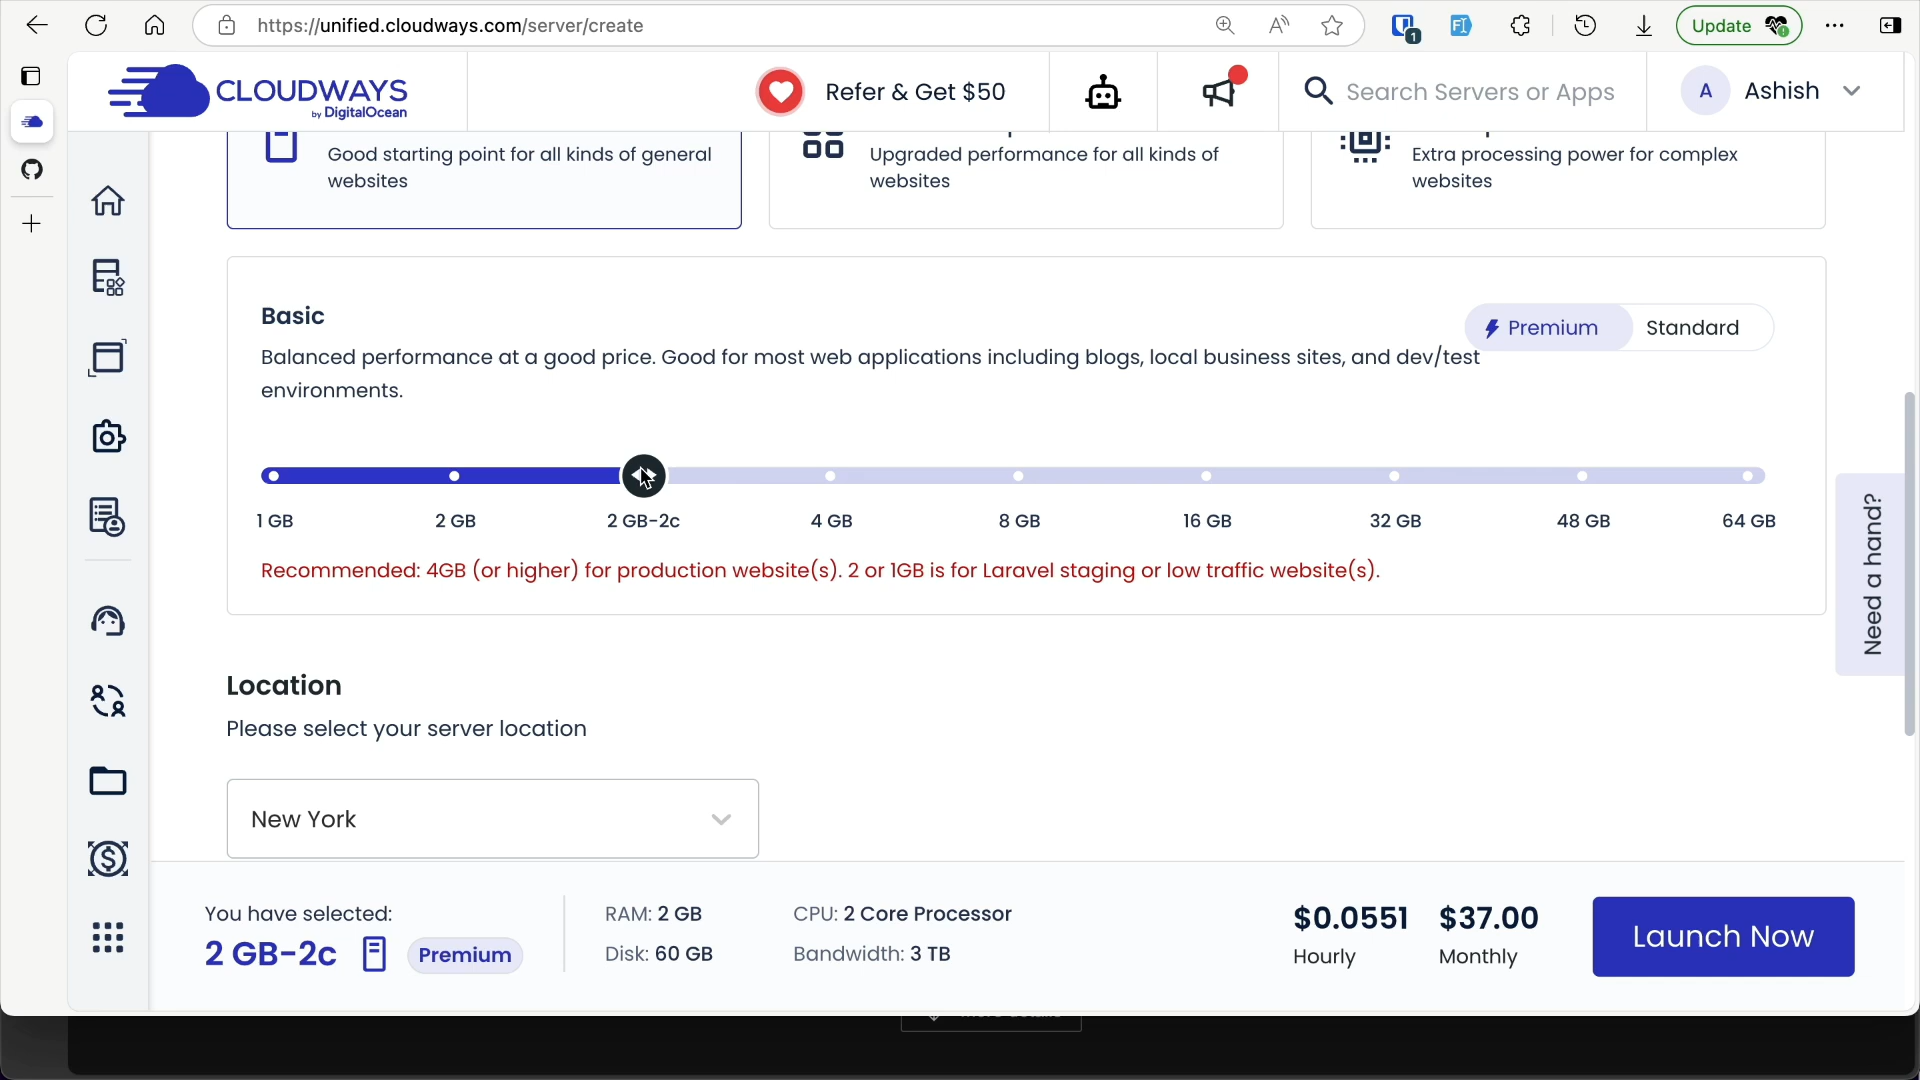 https://unified.cloudways.com/server/create
1
Update
CLOUDWAYS
by DigitalOcean
Refer & Get $50
Search Servers or Apps
A
Ashish
Good starting point for all kinds of general
websites
Upgraded performance for all kinds of
websites
Extra processing power for complex
websites
Basic
Premium
Standard
Balanced performance at a good price. Good for most web applications including blogs, local business sites, and dev/test
environments.
1 GB
2 GB
2 GB-2c
4 GB
8 GB
16 GB
32 GB
48 GB
64 GB
Recommended: 4GB (or higher) for production website(s). 2 or 1GB is for Laravel staging or low traffic website(s).
Need a hand?
Location
Please select your server location
New York
You have selected:
2 GB-2c
Premium
RAM: 2 GB
Disk: 60 GB
CPU: 2 Core Processor
Bandwidth: 3 TB
$0.0551
Hourly
$37.00
Monthly
Launch Now